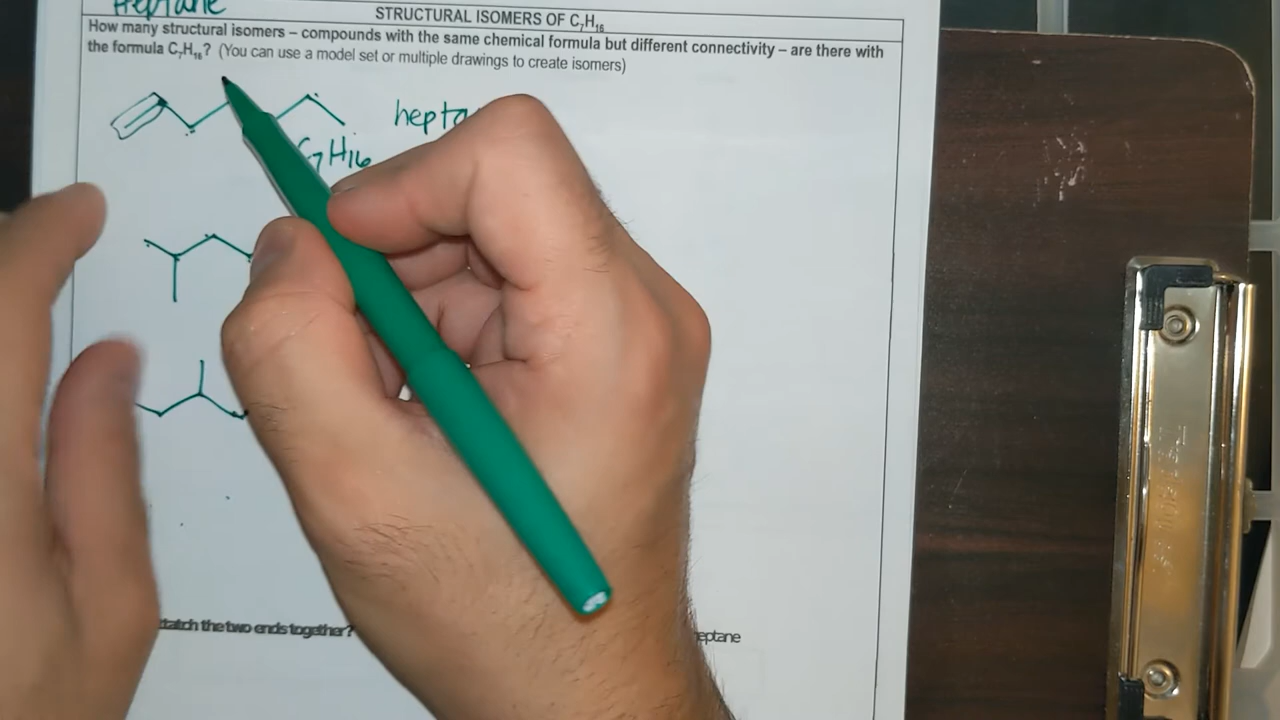 Heptane
STRUCTURAL ISOMERS OF C₇H₁₆
How many structural isomers – compounds with the same chemical formula but different connectivity – are there with
the formula C₇H₁₆? (You can use a model set or multiple drawings to create isomers)
hepta
C₇H₁₆
ttatch the two ends together?
eptane